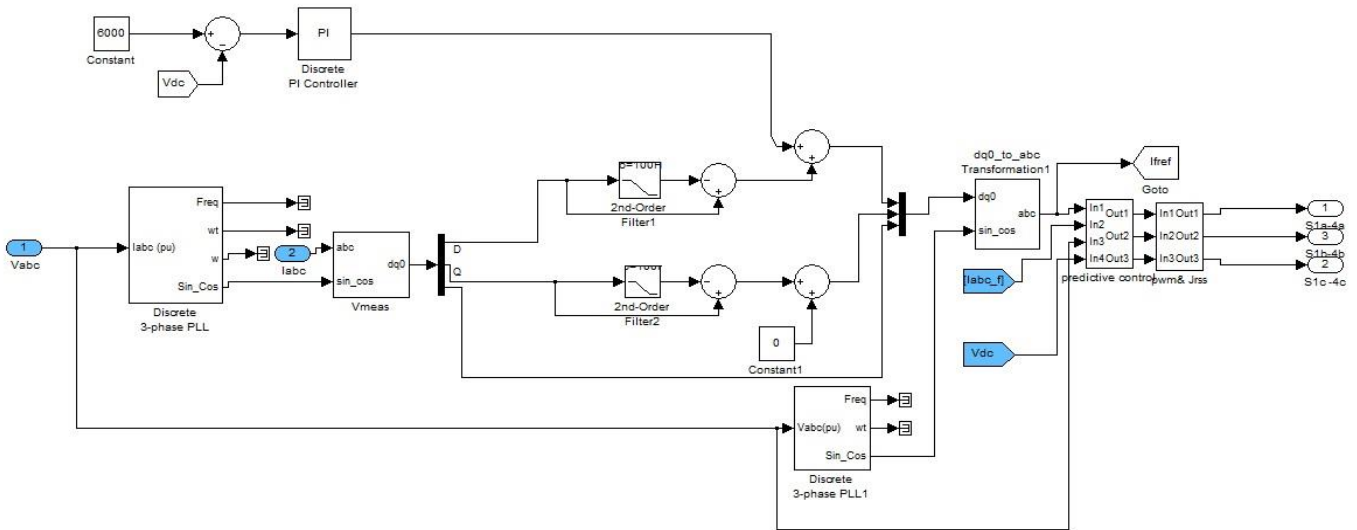 6000
Constant
+
−
Vdc
PI
Discrete
PI Controller
+
+
−
+
2nd-Order
Filter1
dq0_to_abc
Transformation1
dq0
sin_cos
abc
Ifref
Goto
1
Vabc
Iabc (pu)
Freq
wt
w
Sin_Cos
Discrete
3-phase PLL
2
Iabc
abc
sin_cos
dq0
Vmeas
D
Q
2nd-Order
Filter2
−
+
+
+
0
Constant1
[Iabc_f]
Vdc
In1
In2
In3
In4
Out1
Out2
Out3
predictive control
In1
In2
In3
Out1
Out2
Out3
pwm& Jrss
1
S1a-4a
3
S1b-4b
2
S1c-4c
Vabc(pu)
Freq
wt
Sin_Cos
Discrete
3-phase PLL1